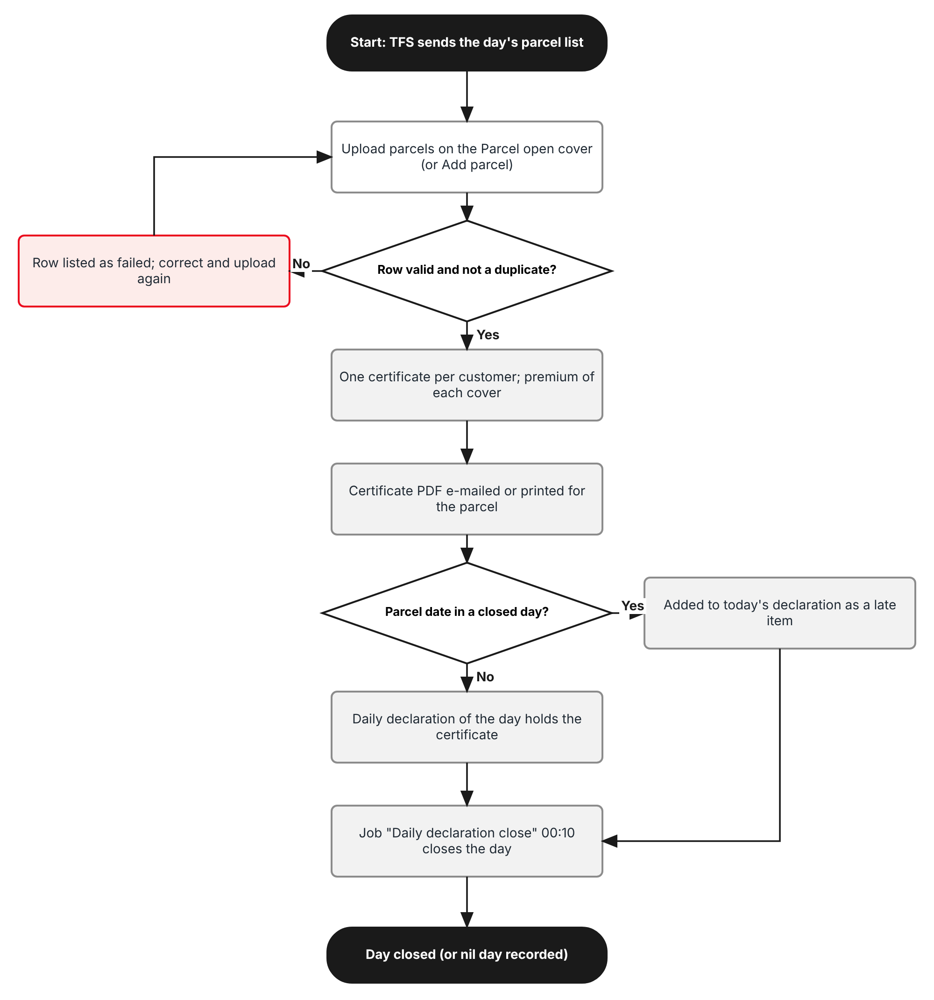 Start: TFS sends the day's parcel list
Upload parcels on the Parcel open cover
(or Add parcel)
Row listed as failed; correct and upload
again
No
Row valid and not a duplicate?
Yes
One certificate per customer; premium of
each cover
Certificate PDF e-mailed or printed for
the parcel
Parcel date in a closed day?
Yes
Added to today's declaration as a late
item
No
Daily declaration of the day holds the
certificate
Job "Daily declaration close" 00:10
closes the day
Day closed (or nil day recorded)